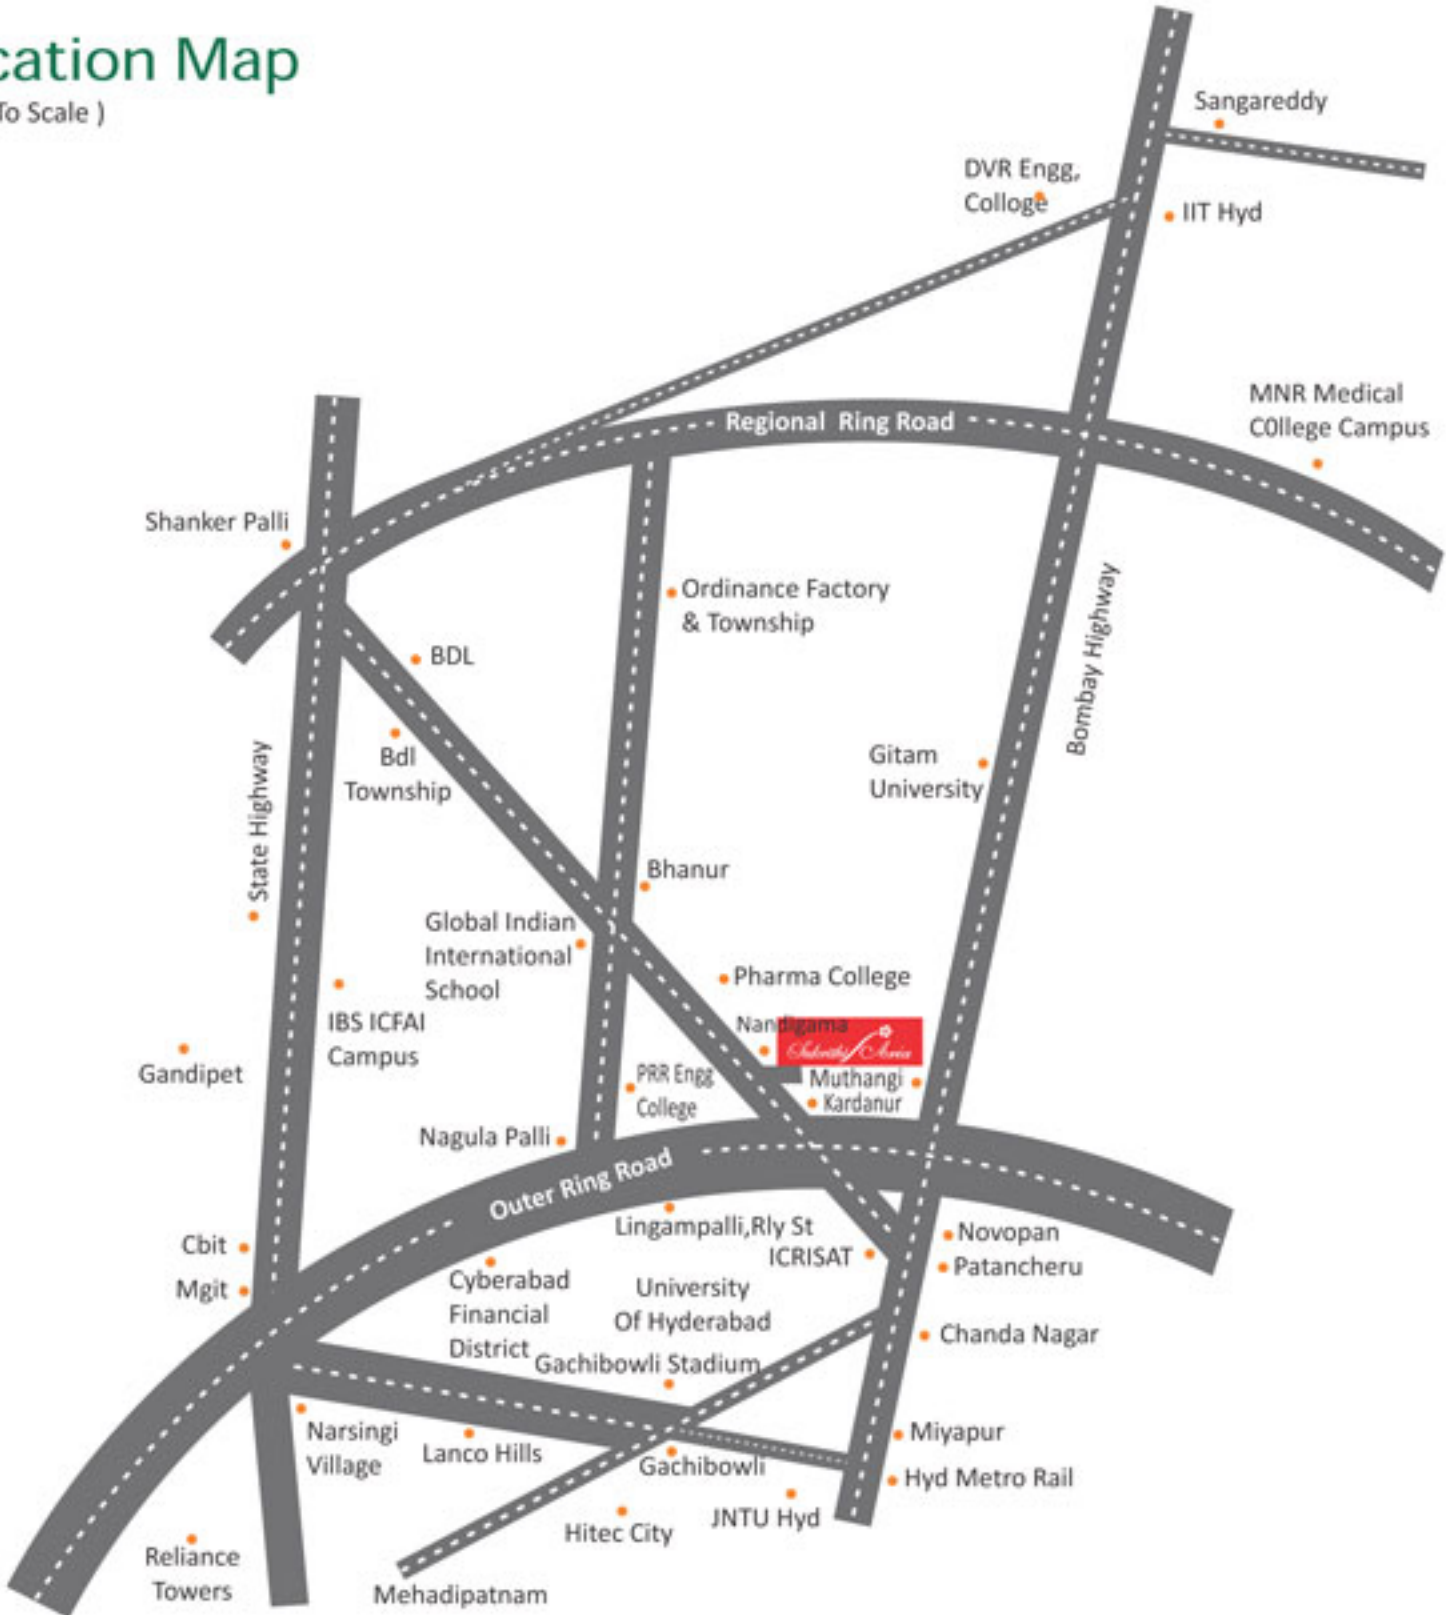 cation Map
To Scale )
Sangareddy
DVR Engg,
Colloge
IIT Hyd
MNR Medical
C0llege Campus
Regional Ring Road
Shanker Palli
Ordinance Factory
& Township
BDL
Bombay Highway
Bdl
Township
Gitam
University
State Highway
Bhanur
Global Indian
International
School
Pharma College
IBS ICFAI
Campus
Nandigama
Sukrithi Avia
Gandipet
PRR Engg
College
Muthangi
Kardanur
Nagula Palli
Outer Ring Road
Lingampalli,Rly St
ICRISAT
Novopan
Patancheru
Cbit
Mgit
Cyberabad
Financial
District
University
Of Hyderabad
Gachibowli Stadium
Chanda Nagar
Narsingi
Village
Lanco Hills
Gachibowli
Miyapur
Hyd Metro Rail
JNTU Hyd
Hitec City
Reliance
Towers
Mehadipatnam